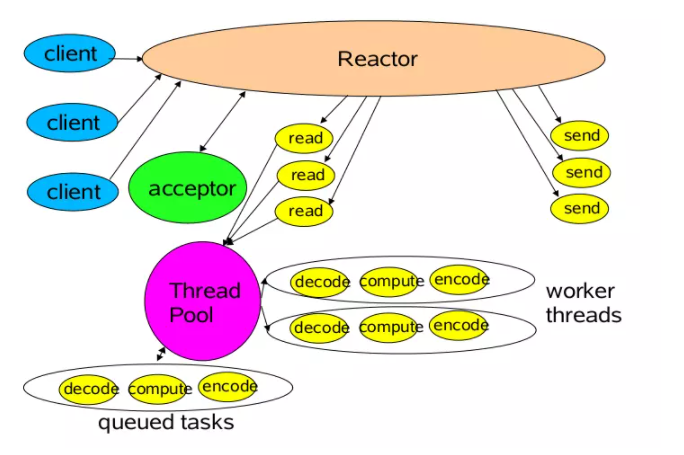 client
Reactor
client
client
acceptor
read
read
read
send
send
send
Thread
Pool
decode compute encode
decode compute encode
worker
threads
decode compute encode
queued tasks